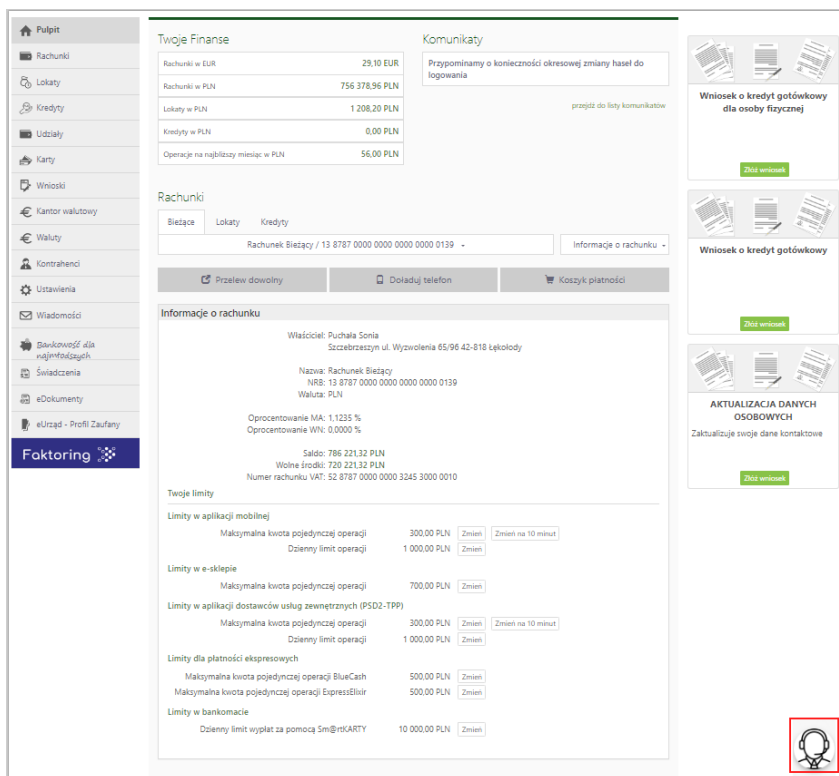 Pulpit
Rachunki
Lokaty
Kredyty
Udziały
Karty
Wnioski
Kantor walutowy
Waluty
Kontrahenci
Ustawienia
Wiadomości
Bankowość dla
najmłodszych
Świadczenia
eDokumenty
eUrząd - Profil Zaufany
Faktoring
Twoje Finanse
Rachunki w EUR 29,10 EUR
Rachunki w PLN 756 378,96 PLN
Lokaty w PLN 1 208,20 PLN
Kredyty w PLN 0,00 PLN
Operacje na najbliższy miesiąc w PLN 56,00 PLN
Komunikaty
Przypominamy o konieczności okresowej zmiany haseł do
logowania
przejdź do listy komunikatów
Rachunki
Bieżące Lokaty Kredyty
Rachunek Bieżący / 13 8787 0000 0000 0000 0000 0139 Informacje o rachunku
Przelew dowolny Doładuj telefon Koszyk płatności
Informacje o rachunku
Właściciel: Puchała Sonia
Szczebrzeszyn ul. Wyzwolenia 65/96 42-818 Łękołody
Nazwa: Rachunek Bieżący
NRB: 13 8787 0000 0000 0000 0000 0139
Waluta: PLN
Oprocentowanie MA: 1,1235 %
Oprocentowanie WN: 0,0000 %
Saldo: 786 221,32 PLN
Wolne środki: 720 221,32 PLN
Numer rachunku VAT: 52 8787 0000 0000 3245 3000 0010
Twoje limity
Limity w aplikacji mobilnej
Maksymalna kwota pojedynczej operacji 300,00 PLN Zmień Zmień na 10 minut
Dzienny limit operacji 1 000,00 PLN Zmień
Limity w e-sklepie
Maksymalna kwota pojedynczej operacji 700,00 PLN Zmień
Limity w aplikacji dostawców usług zewnętrznych (PSD2-TPP)
Maksymalna kwota pojedynczej operacji 300,00 PLN Zmień Zmień na 10 minut
Dzienny limit operacji 1 000,00 PLN Zmień
Limity dla płatności ekspresowych
Maksymalna kwota pojedynczej operacji BlueCash 500,00 PLN Zmień
Maksymalna kwota pojedynczej operacji ExpressElixir 500,00 PLN Zmień
Limity w bankomacie
Dzienny limit wypłat za pomocą Sm@rtKARTY 10 000,00 PLN Zmień
Wniosek o kredyt gotówkowy
dla osoby fizycznej
Złóż wniosek
Wniosek o kredyt gotówkowy
Złóż wniosek
AKTUALIZACJA DANYCH
OSOBOWYCH
Zaktualizuje swoje dane kontaktowe
Złóż wniosek